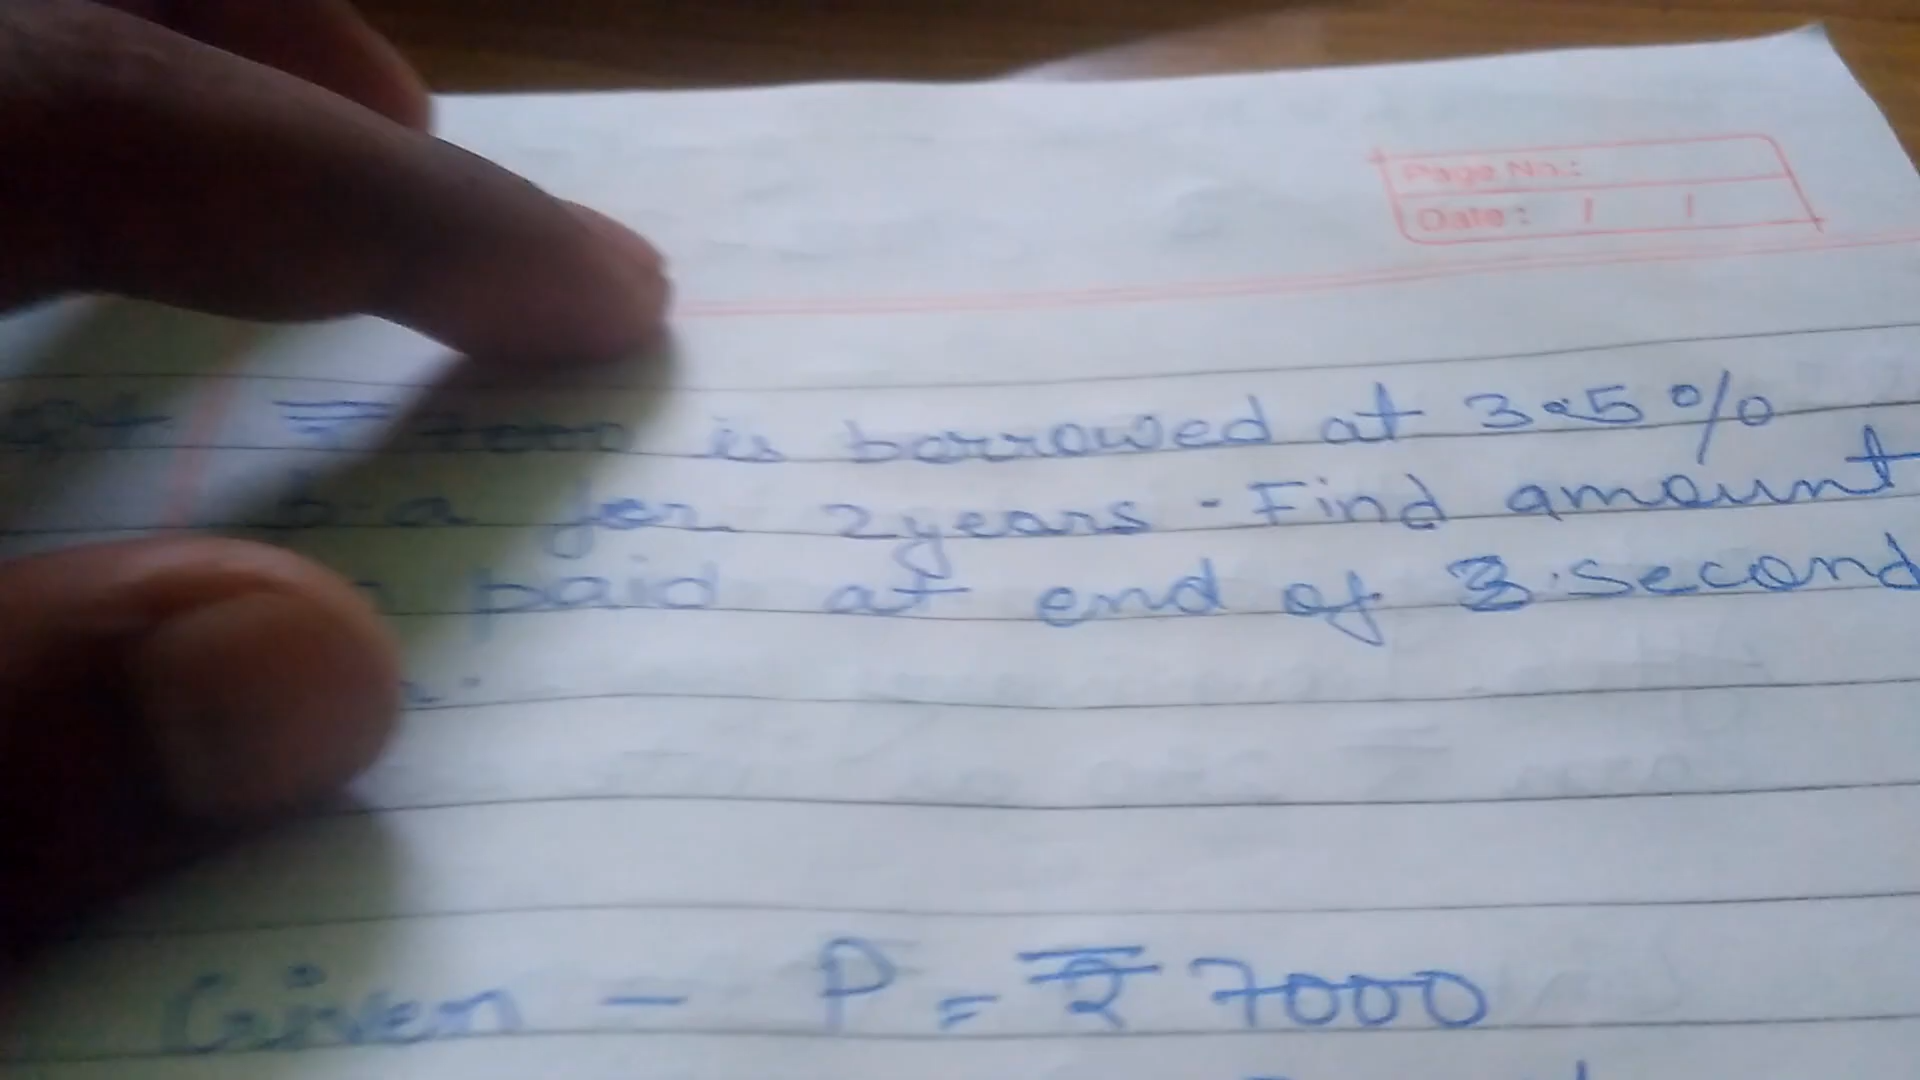 Page No.:
Date: / /
₹ 7000 is borrowed at 3.5%
p.a for 2years. Find amount
paid at end of second
Given - P = ₹ 7000